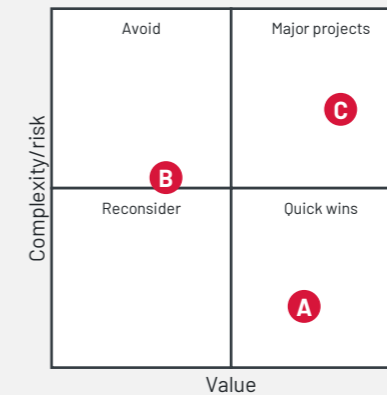 Avoid
Major projects
C
B
Complexity/risk
Reconsider
Quick wins
A
Value